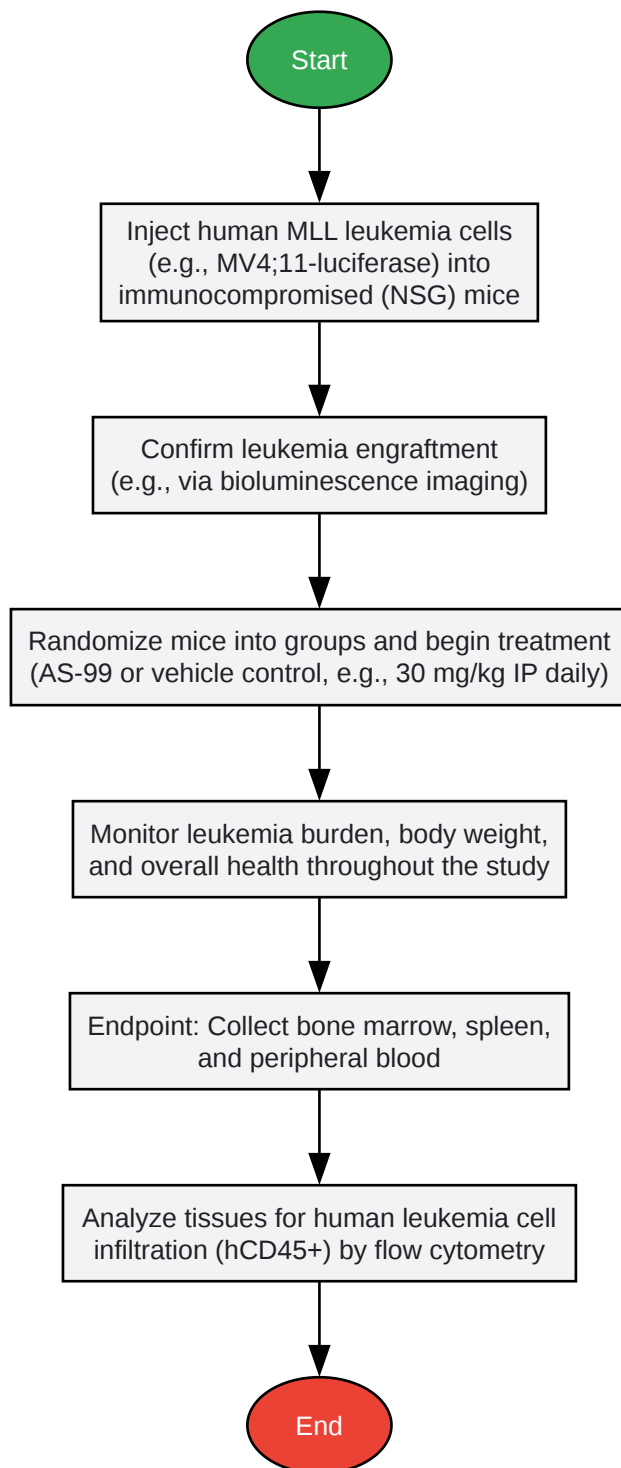 Start
Inject human MLL leukemia cells
(e.g., MV4;11-luciferase) into
immunocompromised (NSG) mice
Confirm leukemia engraftment
(e.g., via bioluminescence imaging)
Randomize mice into groups and begin treatment
(AS-99 or vehicle control, e.g., 30 mg/kg IP daily)
Monitor leukemia burden, body weight,
and overall health throughout the study
Endpoint: Collect bone marrow, spleen,
and peripheral blood
Analyze tissues for human leukemia cell
infiltration (hCD45+) by flow cytometry
End